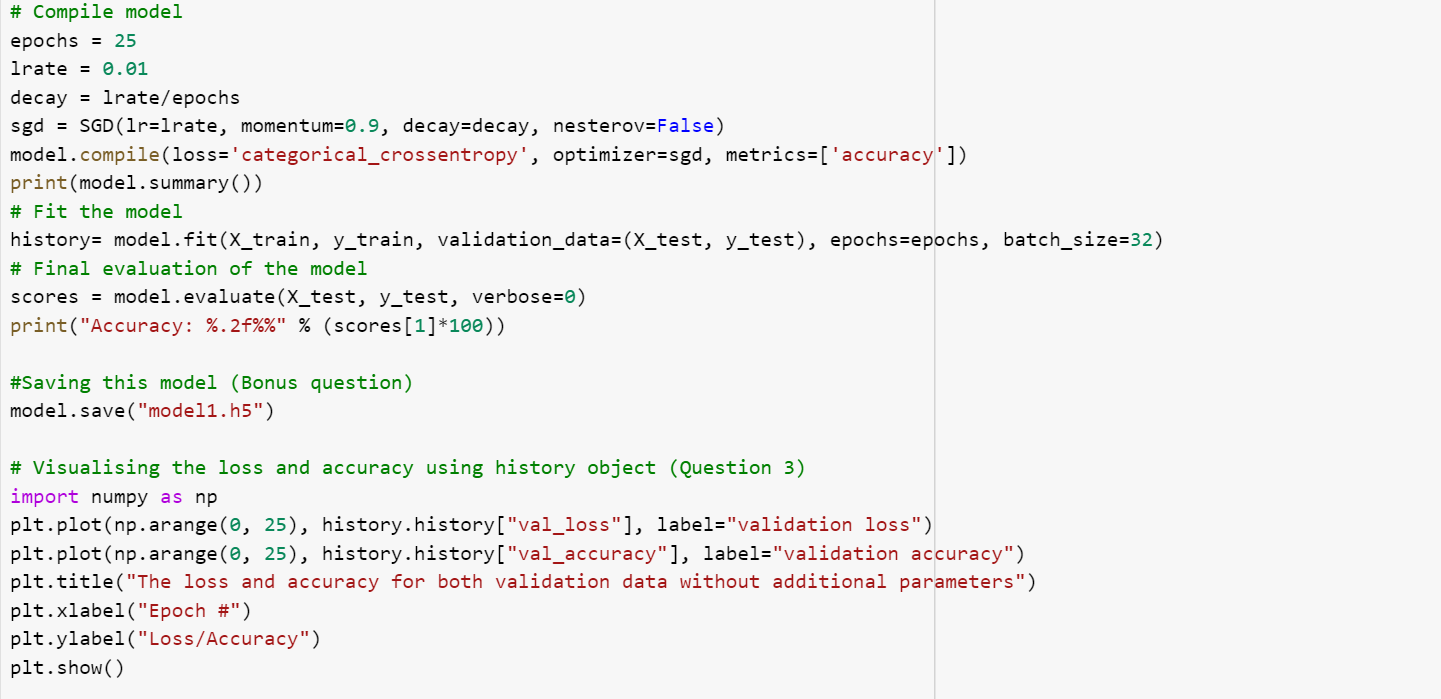 # Compile model
epochs = 25
lrate = 0.01
decay = lrate/epochs
sgd = SGD(lr=lrate, momentum=0.9, decay=decay, nesterov=False)
model.compile(loss='categorical_crossentropy', optimizer=sgd, metrics=['accuracy'])
print(model.summary())
# Fit the model
history= model.fit(X_train, y_train, validation_data=(X_test, y_test), epochs=epochs, batch_size=32)
# Final evaluation of the model
scores = model.evaluate(X_test, y_test, verbose=0)
print("Accuracy: %.2f%%" % (scores[1]*100))

#Saving this model (Bonus question)
model.save("model1.h5")

# Visualising the loss and accuracy using history object (Question 3)
import numpy as np
plt.plot(np.arange(0, 25), history.history["val_loss"], label="validation loss")
plt.plot(np.arange(0, 25), history.history["val_accuracy"], label="validation accuracy")
plt.title("The loss and accuracy for both validation data without additional parameters")
plt.xlabel("Epoch #")
plt.ylabel("Loss/Accuracy")
plt.show()